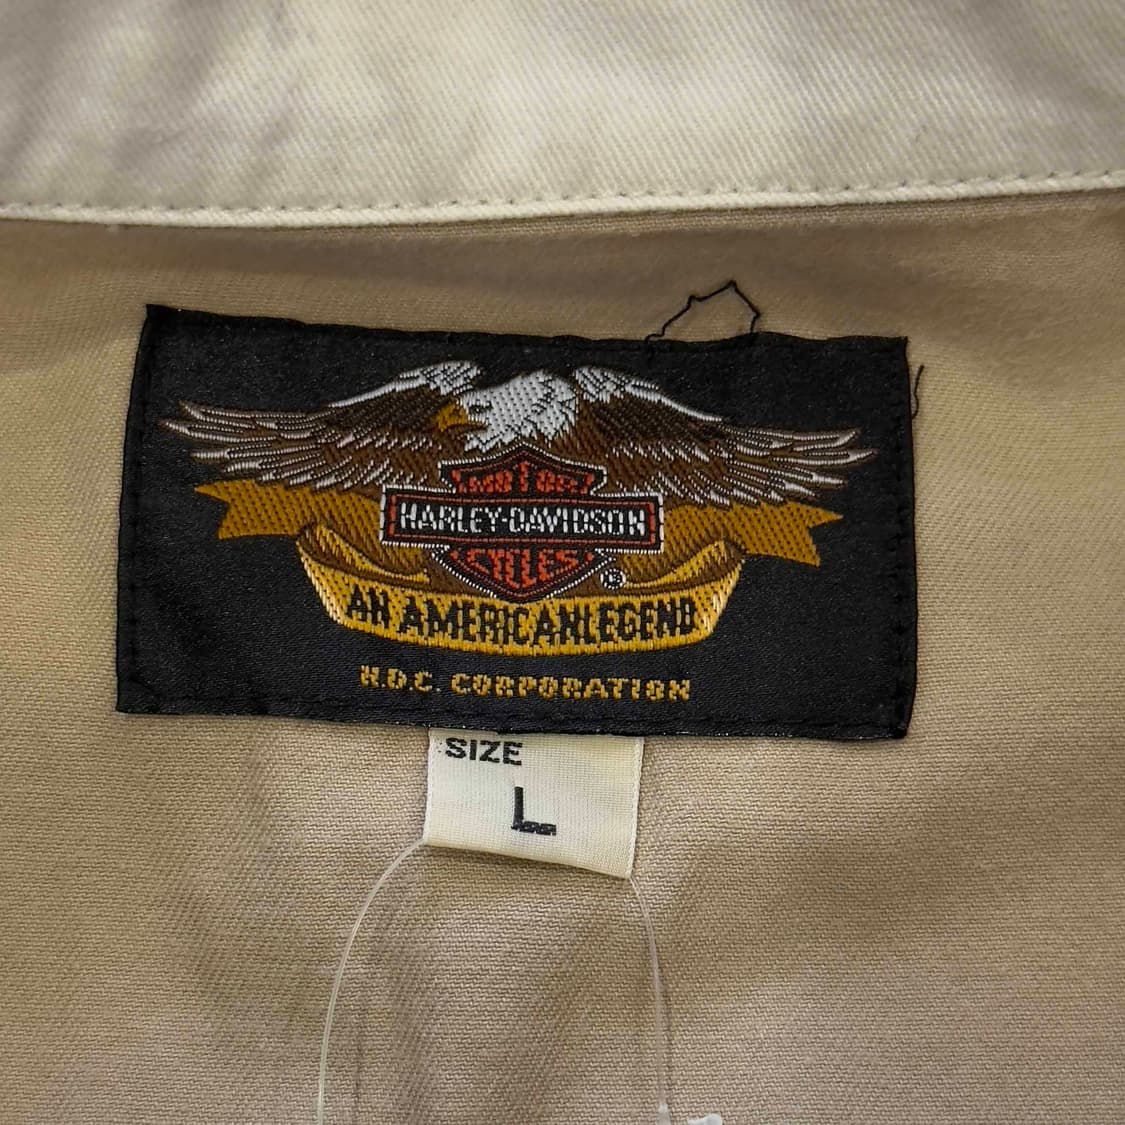 MOTOR
HARLEY-DAVIDSON
CYCLES
®
AN AMERICAN LEGEND
H.D.C. CORPORATION
SIZE
L